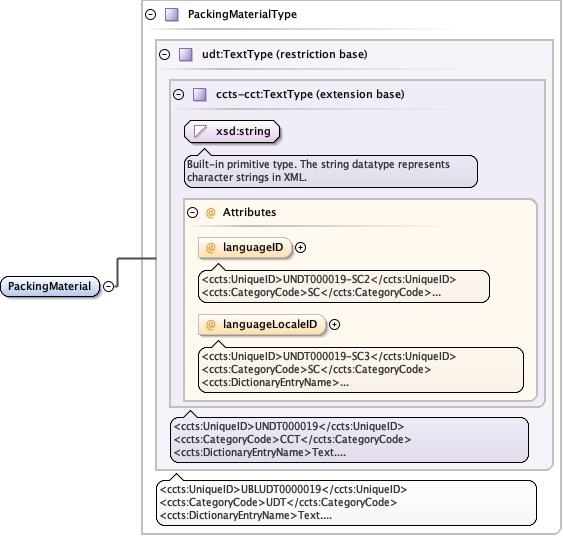 PackingMaterialType
udt:TextType (restriction base)
ccts-cct:TextType (extension base)
xsd:string
Built-in primitive type. The string datatype represents
character strings in XML.
@ Attributes
@ languageID
<ccts:UniqueID>UNDT000019-SC2</ccts:UniqueID>
<ccts:CategoryCode>SC</ccts:CategoryCode>...
@ languageLocaleID
<ccts:UniqueID>UNDT000019-SC3</ccts:UniqueID>
<ccts:CategoryCode>SC</ccts:CategoryCode>
<ccts:DictionaryEntryName>...
PackingMaterial
<ccts:UniqueID>UNDT000019</ccts:UniqueID>
<ccts:CategoryCode>CCT</ccts:CategoryCode>
<ccts:DictionaryEntryName>Text....
<ccts:UniqueID>UBLUDT0000019</ccts:UniqueID>
<ccts:CategoryCode>UDT</ccts:CategoryCode>
<ccts:DictionaryEntryName>Text....